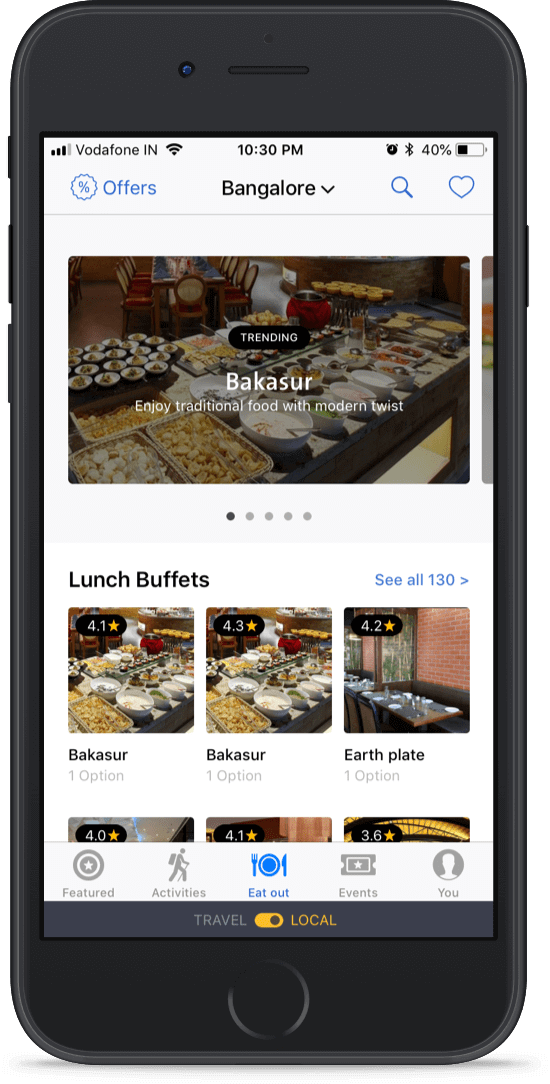 Vodafone IN 10:30 PM 40%
% Offers Bangalore
TRENDING
Bakasur
Enjoy traditional food with modern twist
Lunch Buffets See all 130 >
4.1★ 4.3★ 4.2★
Bakasur Bakasur Earth plate
1 Option 1 Option 1 Option
4.0★ 4.1★ 3.6★
Featured Activities Eat out Events You
TRAVEL LOCAL